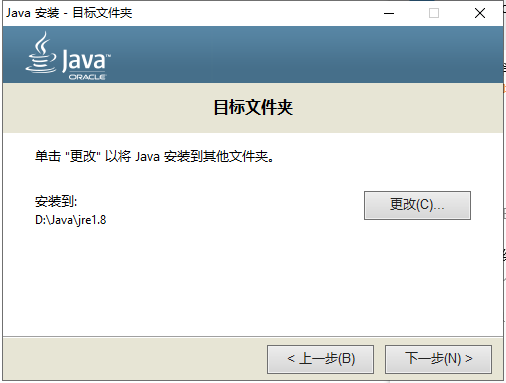 Java 安装 - 目标文件夹
Java
ORACLE
目标文件夹
单击 "更改" 以将 Java 安装到其他文件夹。
安装到:
更改(C)...
D:\Java\jre1.8
< 上一步(B)
下一步(N) >